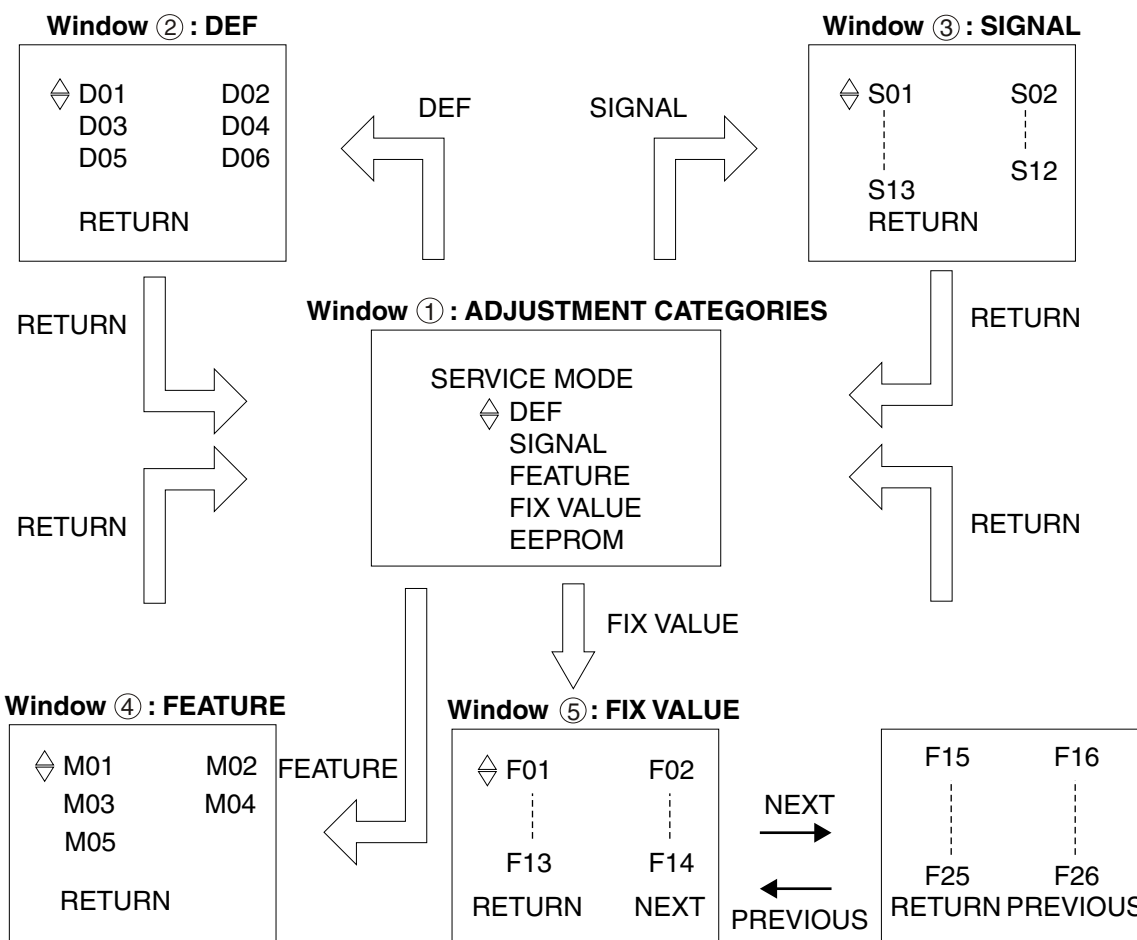 Window ② : DEF
D01 D02
D03 D04
D05 D06
RETURN
DEF
SIGNAL
Window ③ : SIGNAL
S01 S02
S12
S13
RETURN
RETURN
RETURN
Window ① : ADJUSTMENT CATEGORIES
SERVICE MODE
DEF
SIGNAL
FEATURE
FIX VALUE
EEPROM
RETURN
RETURN
FIX VALUE
Window ④ : FEATURE
M01 M02
M03 M04
M05
RETURN
FEATURE
Window ⑤ : FIX VALUE
F01 F02
F13 F14
RETURN NEXT
NEXT
PREVIOUS
F15 F16
F25 F26
RETURN PREVIOUS